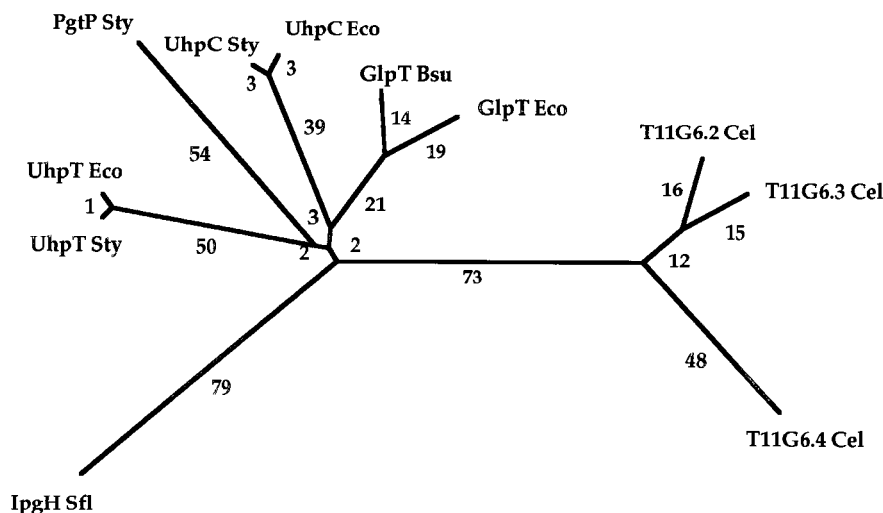 PgtP Sty
UhpC Eco
UhpC Sty
3
3
GlpT Bsu
GlpT Eco
14
39
19
T11G6.2 Cel
54
UhpT Eco
16
T11G6.3 Cel
1
3
21
15
UhpT Sty
50
2
2
12
73
48
79
T11G6.4 Cel
IpgH Sfl